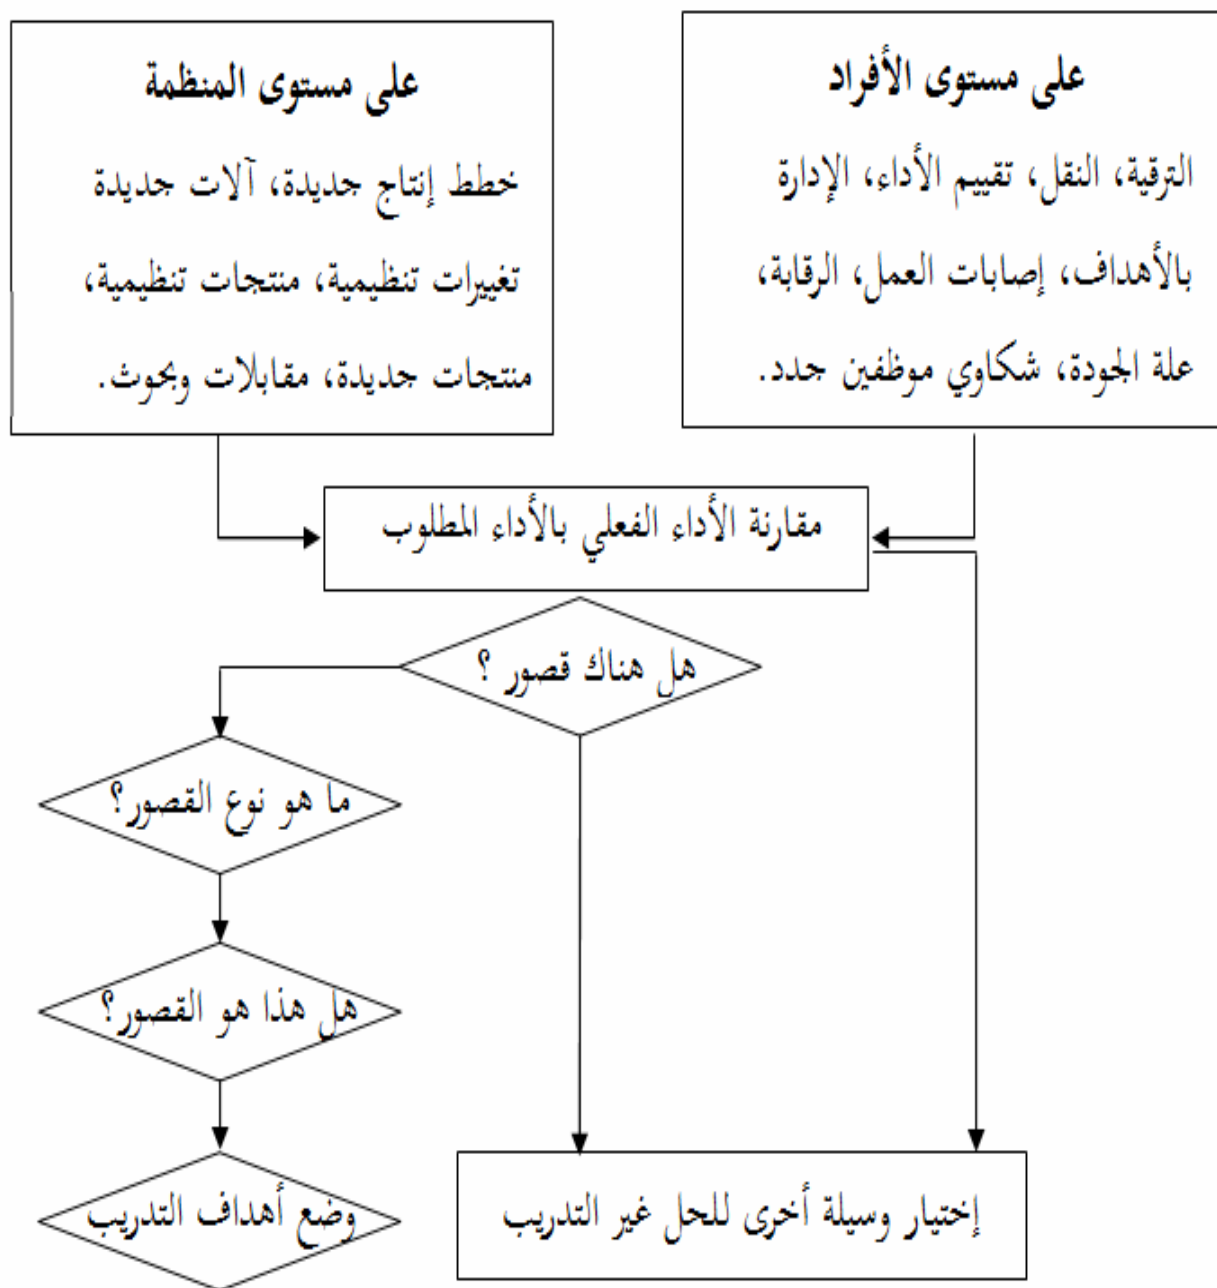 على مستوى الأفراد
الترقية، النقل، تقييم الأداء، الإدارة
بالأهداف، إصابات العمل، الرقابة،
علة الجودة، شكاوي موظفين جدد.
على مستوى المنظمة
خطط إنتاج جديدة، آلات جديدة
تغييرات تنظيمية، منتجات تنظيمية،
منتجات جديدة، مقابلات وبحوث.
مقارنة الأداء الفعلي بالأداء المطلوب
هل هناك قصور ؟
ما هو نوع القصور؟
هل هذا هو القصور؟
إختيار وسيلة أخرى للحل غير التدريب
وضع أهداف التدريب